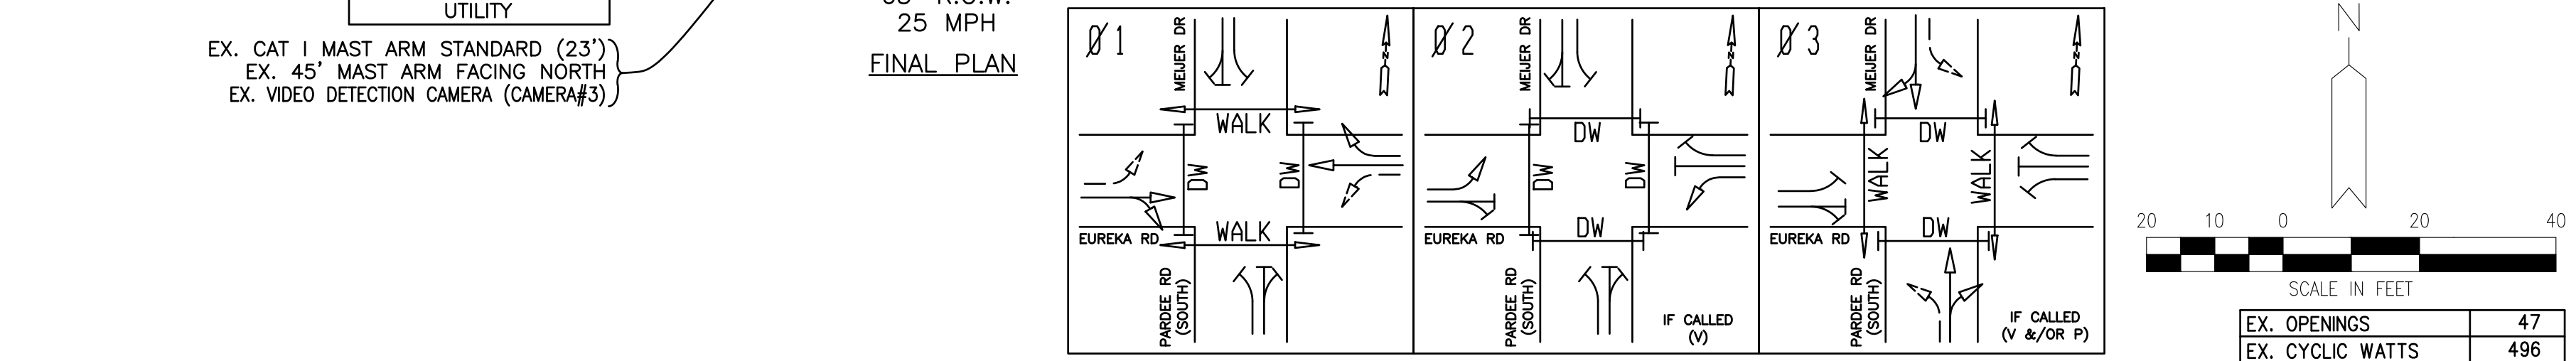 UTILITY
EX. CAT I MAST ARM STANDARD (23')
EX. 45' MAST ARM FACING NORTH
EX. VIDEO DETECTION CAMERA (CAMERA#3)
25 MPH
FINAL PLAN
Ø1
MEIJER DR
N
WALK
DW
DW
WALK
EUREKA RD
PARDEE RD
(SOUTH)
Ø2
MEIJER DR
N
DW
DW
DW
DW
EUREKA RD
PARDEE RD
(SOUTH)
IF CALLED
(V)
Ø3
MEIJER DR
N
DW
WALK
WALK
DW
EUREKA RD
PARDEE RD
(SOUTH)
IF CALLED
(V &/OR P)
N
20 10 0 20 40
SCALE IN FEET
EX. OPENINGS 47
EX. CYCLIC WATTS 496